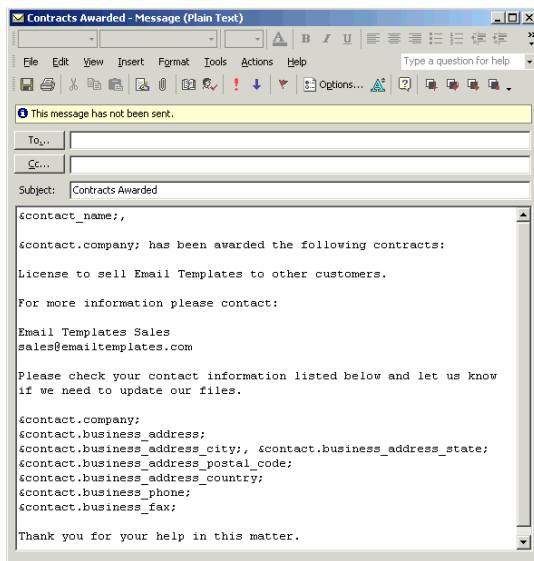 Contracts Awarded - Message (Plain Text)
A B I U
File Edit View Insert Format Tools Actions Help Type a question for help
Options...
This message has not been sent.
To...
Cc...
Subject: Contracts Awarded
&contact_name;,
&contact.company; has been awarded the following contracts:
License to sell Email Templates to other customers.
For more information please contact:
Email Templates Sales
sales@emailtemplates.com
Please check your contact information listed below and let us know
if we need to update our files.
&contact.company;
&contact.business_address;
&contact.business_address_city;, &contact.business_address_state;
&contact.business_address_postal_code;
&contact.business_address_country;
&contact.business_phone;
&contact.business_fax;
Thank you for your help in this matter.